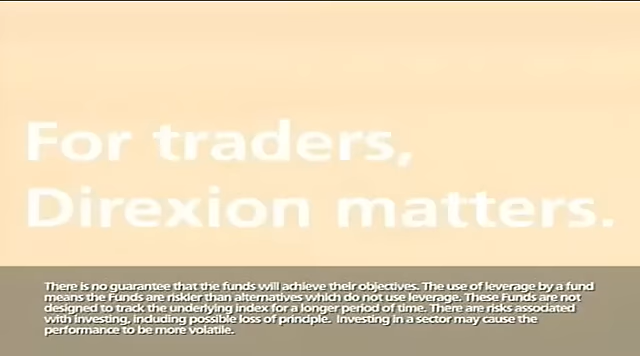 For traders,
Direxion matters.
There is no guarantee that the funds will achieve their objectives. The use of leverage by a fund
means the Funds are riskier than alternatives which do not use leverage. These Funds are not
designed to track the underlying index for a longer period of time. There are risks associated
with investing, including possible loss of principle. Investing in a sector may cause the
performance to be more volatile.